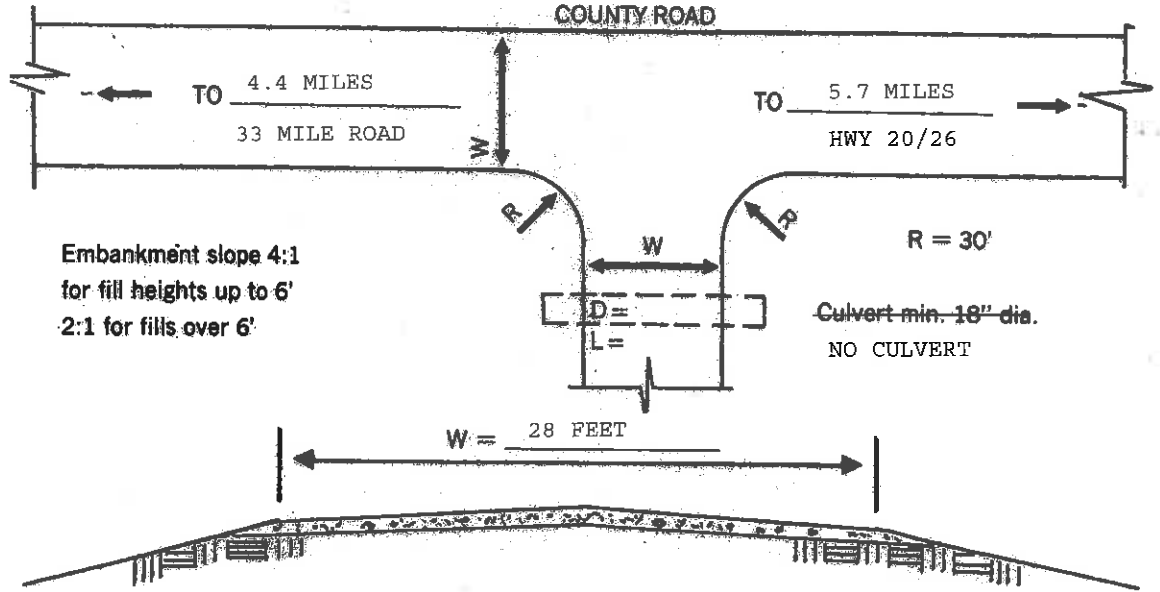 COUNTY ROAD
TO 4.4 MILES
33 MILE ROAD
W
TO 5.7 MILES
HWY 20/26
R
R
W
R = 30'
Embankment slope 4:1
for fill heights up to 6'
2:1 for fills over 6'
D =
L =
Culvert min. 18" dia.
NO CULVERT
W = 28 FEET